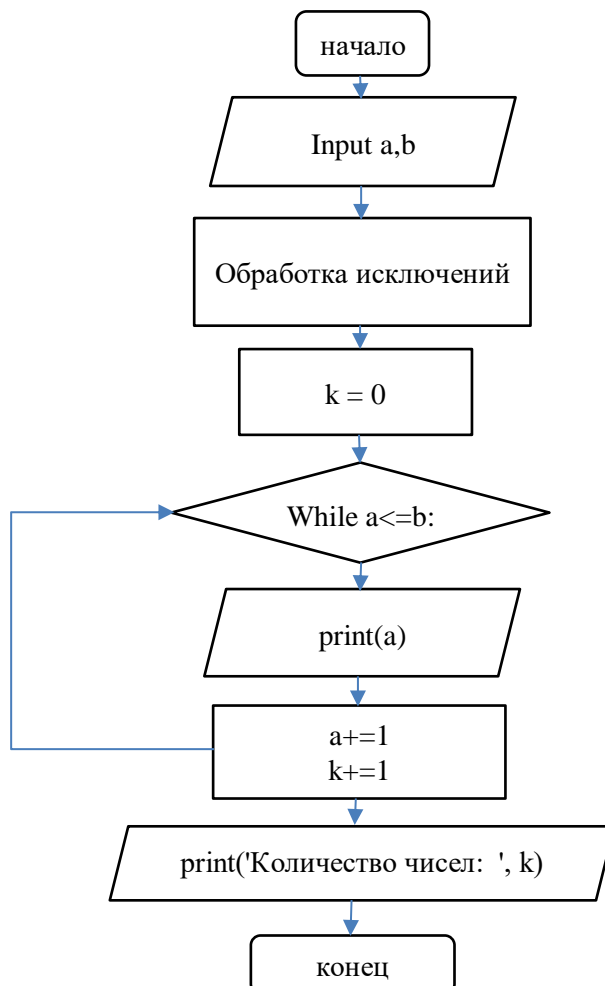 начало
Input a,b
Обработка исключений
k = 0
While a<=b:
print(a)
a+=1
k+=1
print('Количество чисел:  ', k)
конец